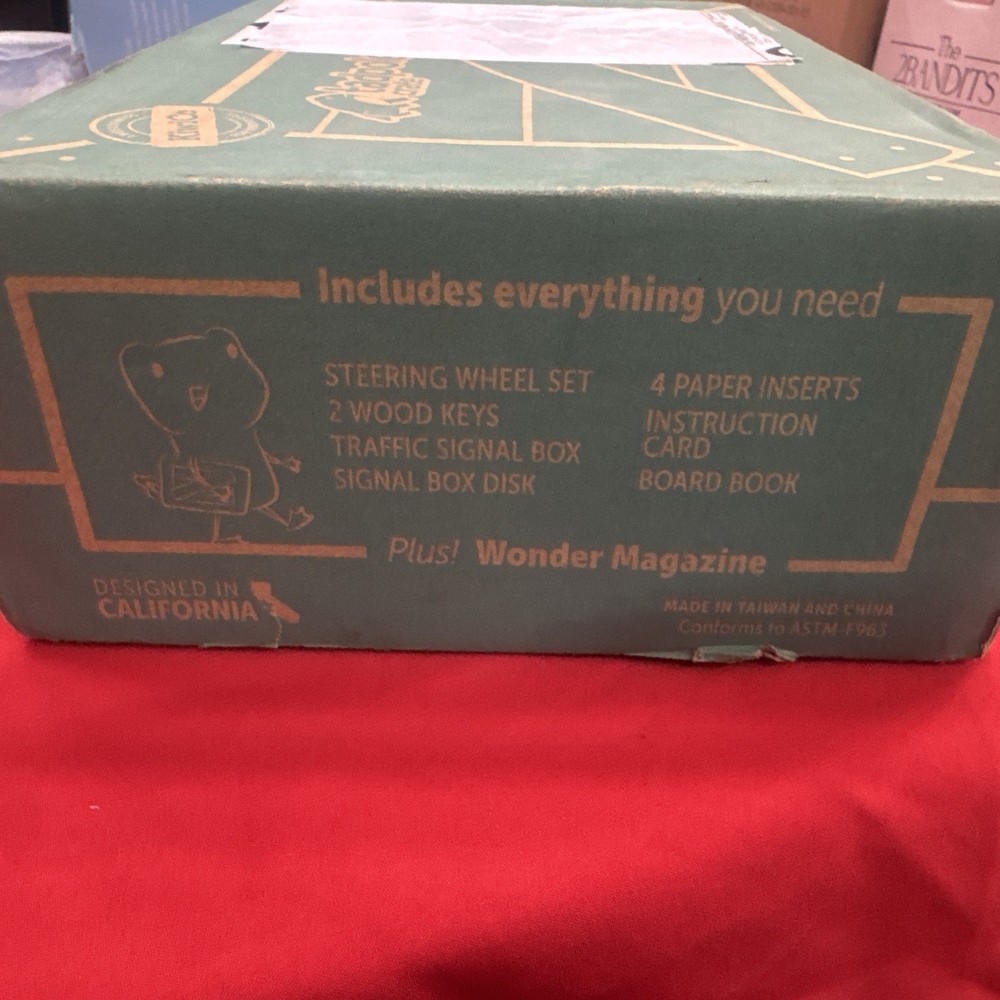 The
2BANDITS
KiwiCo
Includes everything you need
STEERING WHEEL SET
2 WOOD KEYS
TRAFFIC SIGNAL BOX
SIGNAL BOX DISK
4 PAPER INSERTS
INSTRUCTION
CARD
BOARD BOOK
Plus! Wonder Magazine
DESIGNED IN
CALIFORNIA
MADE IN TAIWAN AND CHINA
Conforms to ASTM-F963